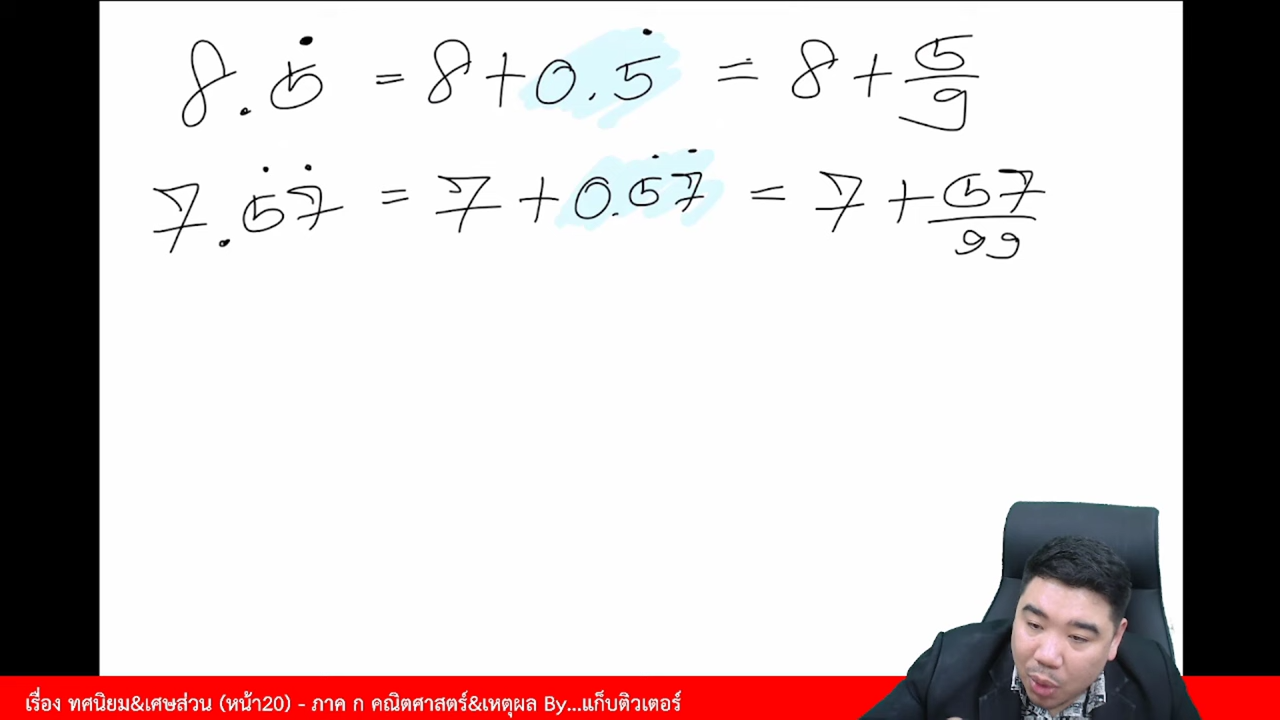 8.5̇ = 8+0.5̇ = 8+5/9
7.5̇7̇ = 7+0.5̇7̇ = 7+57/99
เรื่อง ทศนิยม&เศษส่วน (หน้า20) - ภาค ก คณิตศาสตร์&เหตุผล By...แก็บติวเตอร์